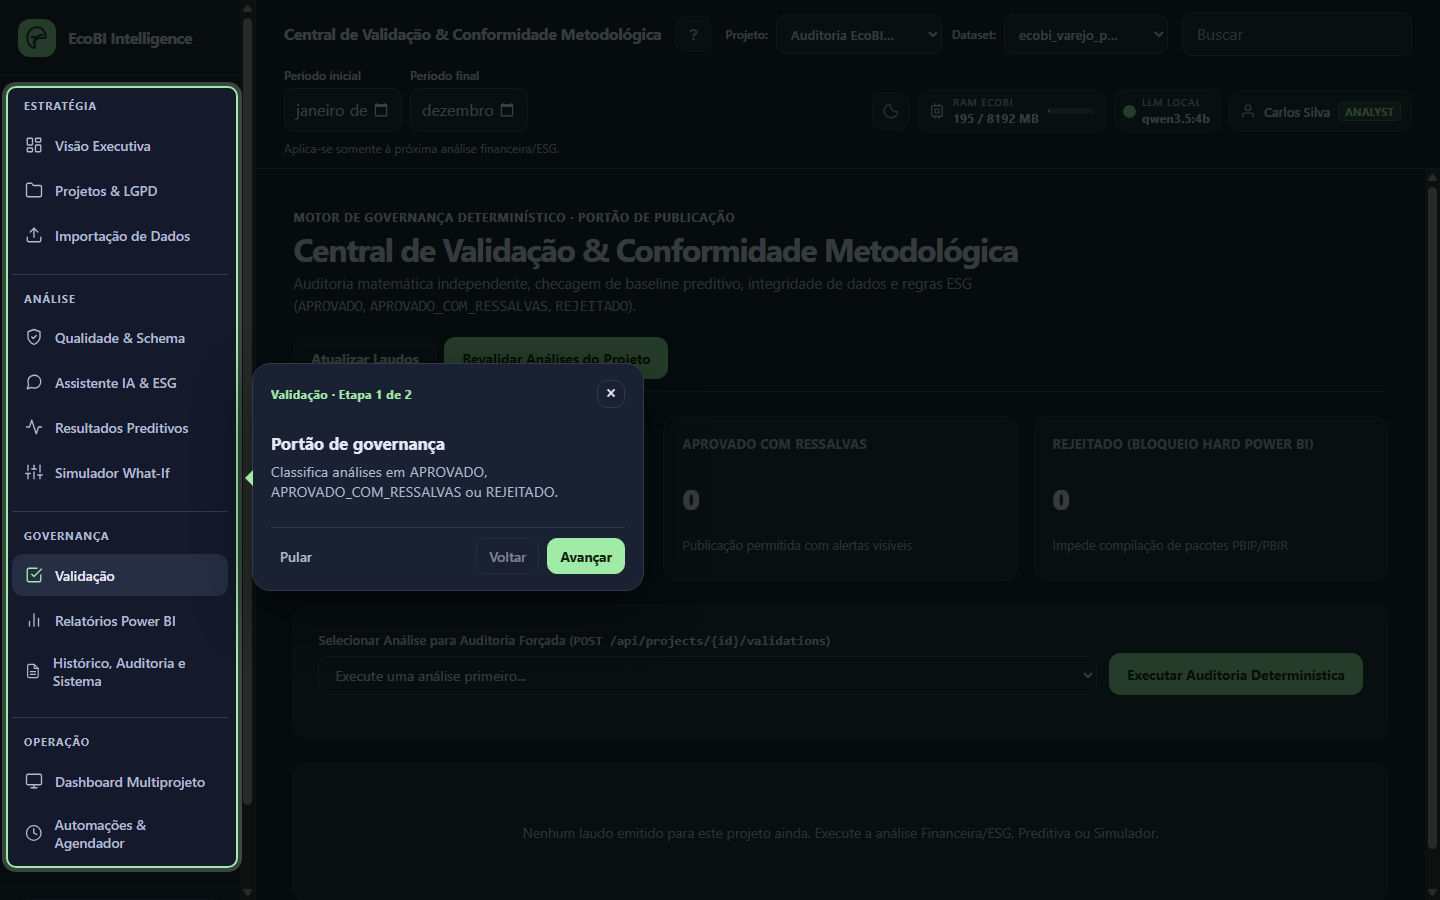 EcoBI Intelligence
ESTRATÉGIA
Visão Executiva
Projetos & LGPD
Importação de Dados
ANÁLISE
Qualidade & Schema
Assistente IA & ESG
Resultados Preditivos
Simulador What-If
GOVERNANÇA
Validação
Relatórios Power BI
Histórico, Auditoria e
Sistema
OPERAÇÃO
Dashboard Multiprojeto
Automações &
Agendador
Central de Validação & Conformidade Metodológica
?
Projeto:
Auditoria EcoBI...
Dataset:
ecobi_varejo_p...
Buscar
Período inicial
Período final
janeiro de
dezembro
Aplica-se somente à próxima análise financeira/ESG.
RAM ECOBI
195 / 8192 MB
LLM LOCAL
qwen3.5:4b
Carlos Silva
ANALYST
MOTOR DE GOVERNANÇA DETERMINÍSTICO · PORTÃO DE PUBLICAÇÃO
Central de Validação & Conformidade Metodológica
Auditoria matemática independente, checagem de baseline preditivo, integridade de dados e regras ESG
(APROVADO, APROVADO_COM_RESSALVAS, REJEITADO).
Atualizar Laudos
Revalidar Análises do Projeto
Validação · Etapa 1 de 2
×
Portão de governança
Classifica análises em APROVADO,
APROVADO_COM_RESSALVAS ou REJEITADO.
Pular
Voltar
Avançar
APROVADO COM RESSALVAS
0
Publicação permitida com alertas visíveis
REJEITADO (BLOQUEIO HARD POWER BI)
0
Impede compilação de pacotes PBIP/PBIR
Selecionar Análise para Auditoria Forçada (POST /api/projects/{id}/validations)
Execute uma análise primeiro...
Executar Auditoria Determinística
Nenhum laudo emitido para este projeto ainda. Execute a análise Financeira/ESG, Preditiva ou Simulador.